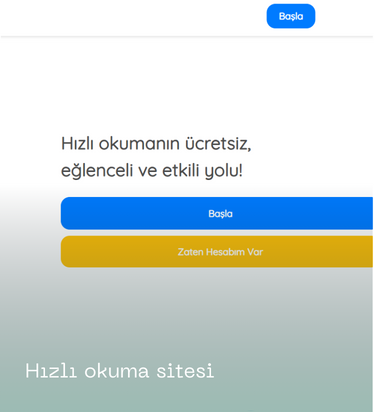 Başla
Hızlı okumanın ücretsiz,
eğlenceli ve etkili yolu!
Başla
Zaten Hesabım Var
Hızlı okuma sitesi